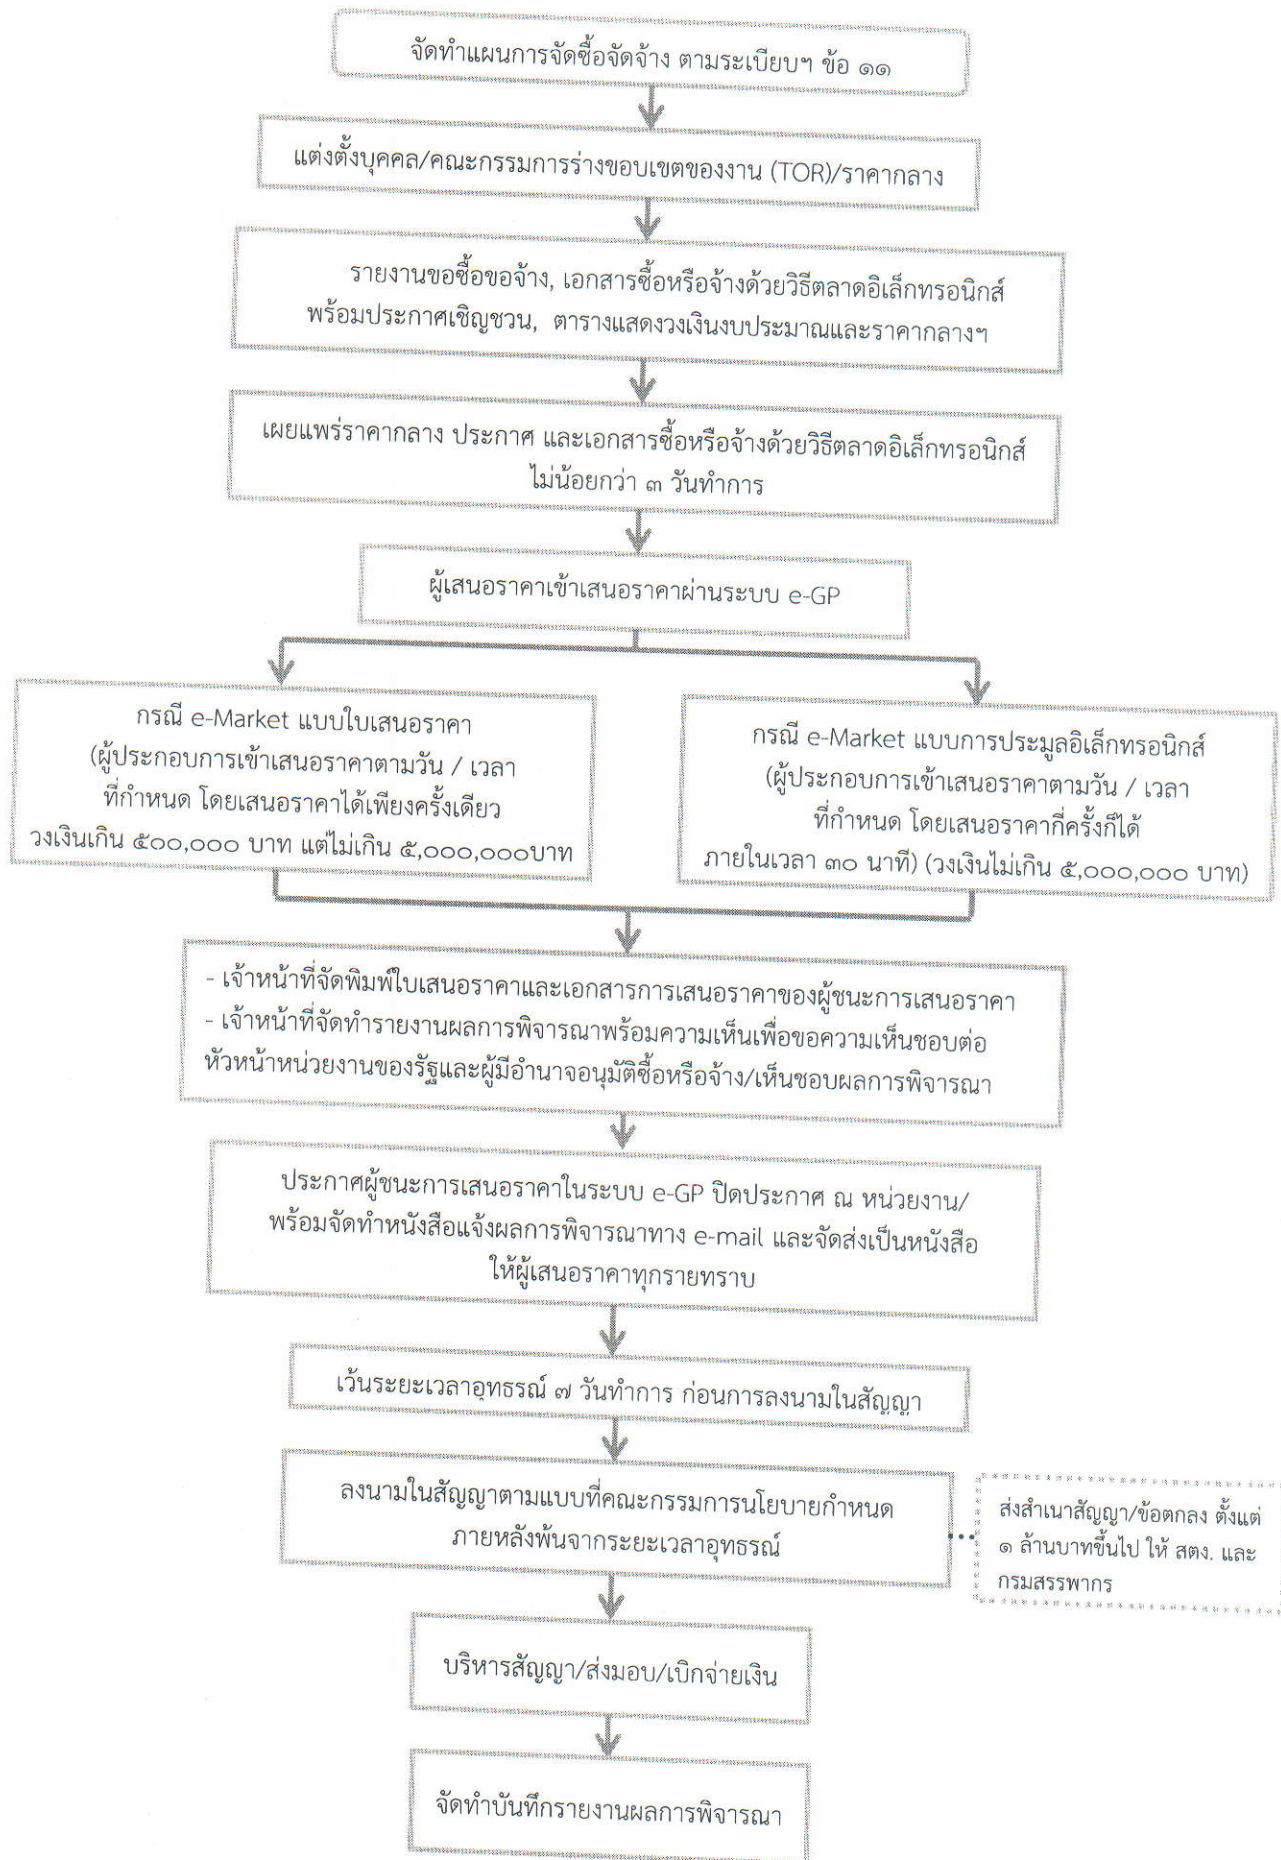 จัดทำแผนการจัดซื้อจัดจ้าง ตามระเบียบฯ ข้อ ๑๑
แต่งตั้งบุคคล/คณะกรรมการร่างขอบเขตของงาน (TOR)/ราคากลาง
รายงานขอซื้อขอจ้าง, เอกสารซื้อหรือจ้างด้วยวิธีตลาดอิเล็กทรอนิกส์
พร้อมประกาศเชิญชวน, ตารางแสดงวงเงินงบประมาณและราคากลางฯ
เผยแพร่ราคากลาง ประกาศ และเอกสารซื้อหรือจ้างด้วยวิธีตลาดอิเล็กทรอนิกส์
ไม่น้อยกว่า ๓ วันทำการ
ผู้เสนอราคาเข้าเสนอราคาผ่านระบบ e-GP
กรณี e-Market แบบใบเสนอราคา
(ผู้ประกอบการเข้าเสนอราคาตามวัน / เวลา
ที่กำหนด โดยเสนอราคาได้เพียงครั้งเดียว
วงเงินเกิน ๕๐๐,๐๐๐ บาท แต่ไม่เกิน ๕,๐๐๐,๐๐๐บาท
กรณี e-Market แบบการประมูลอิเล็กทรอนิกส์
(ผู้ประกอบการเข้าเสนอราคาตามวัน / เวลา
ที่กำหนด โดยเสนอราคากี่ครั้งก็ได้
ภายในเวลา ๓๐ นาที) (วงเงินไม่เกิน ๕,๐๐๐,๐๐๐ บาท)
- เจ้าหน้าที่จัดพิมพ์ใบเสนอราคาและเอกสารการเสนอราคาของผู้ชนะการเสนอราคา
- เจ้าหน้าที่จัดทำรายงานผลการพิจารณาพร้อมความเห็นเพื่อขอความเห็นชอบต่อ
หัวหน้าหน่วยงานของรัฐและผู้มีอำนาจอนุมัติซื้อหรือจ้าง/เห็นชอบผลการพิจารณา
ประกาศผู้ชนะการเสนอราคาในระบบ e-GP ปิดประกาศ ณ หน่วยงาน/
พร้อมจัดทำหนังสือแจ้งผลการพิจารณาทาง e-mail และจัดส่งเป็นหนังสือ
ให้ผู้เสนอราคาทุกรายทราบ
เว้นระยะเวลาอุทธรณ์ ๗ วันทำการ ก่อนการลงนามในสัญญา
ลงนามในสัญญาตามแบบที่คณะกรรมการนโยบายกำหนด
ภายหลังพ้นจากระยะเวลาอุทธรณ์
ส่งสำเนาสัญญา/ข้อตกลง ตั้งแต่
๑ ล้านบาทขึ้นไป ให้ สตง. และ
กรมสรรพากร
บริหารสัญญา/ส่งมอบ/เบิกจ่ายเงิน
จัดทำบันทึกรายงานผลการพิจารณา